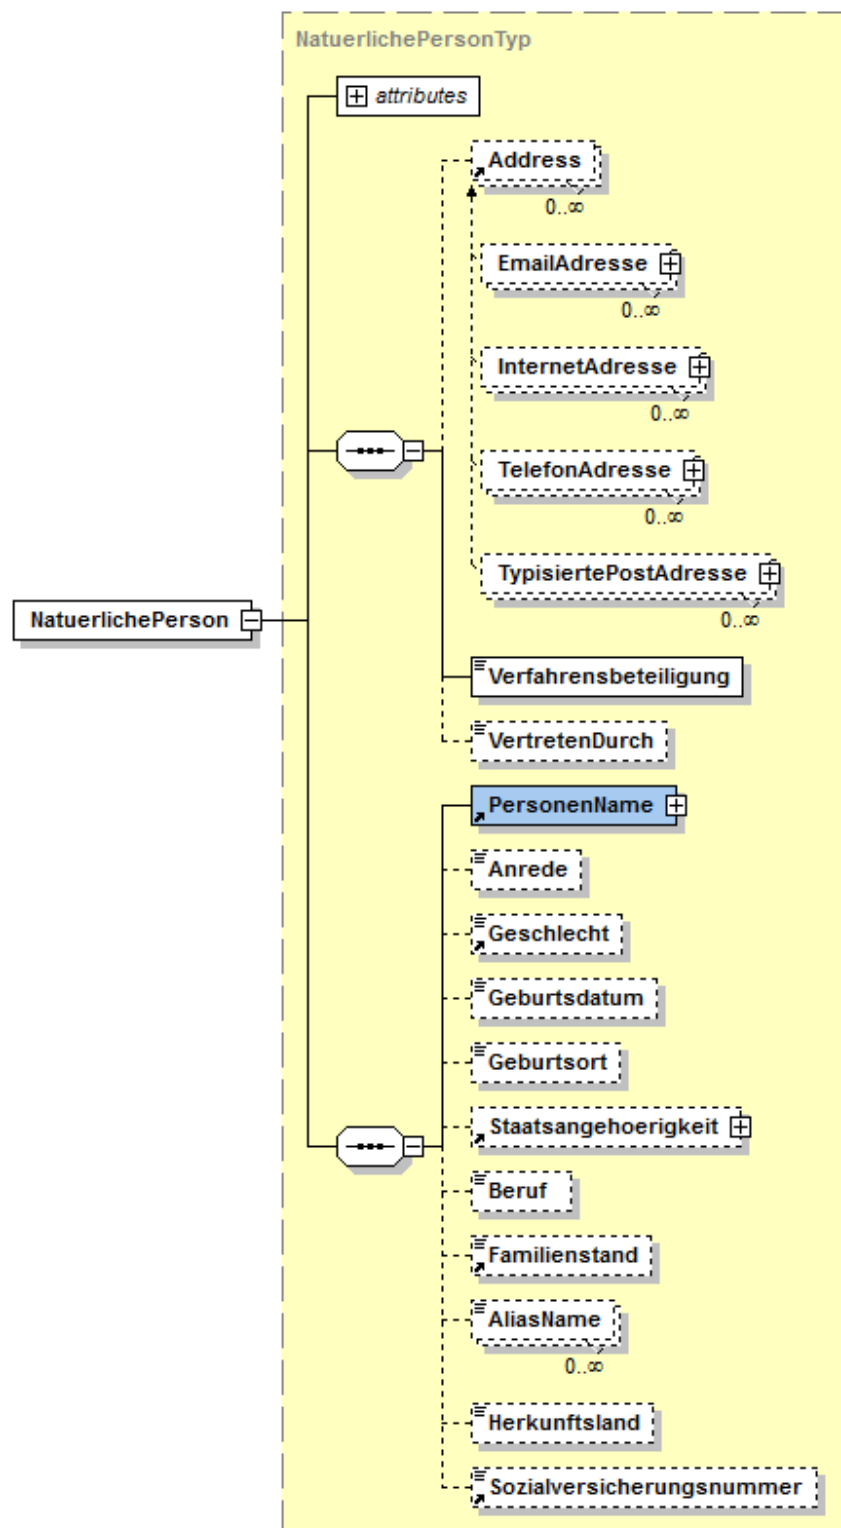 NatuerlichePersonTyp
attributes
Address
0..∞
EmailAdresse
0..∞
InternetAdresse
0..∞
TelefonAdresse
0..∞
TypisiertePostAdresse
0..∞
NatuerlichePerson
Verfahrensbeteiligung
VertretenDurch
PersonenName
Anrede
Geschlecht
Geburtsdatum
Geburtsort
Staatsangehoerigkeit
Beruf
Familienstand
AliasName
0..∞
Herkunftsland
Sozialversicherungsnummer